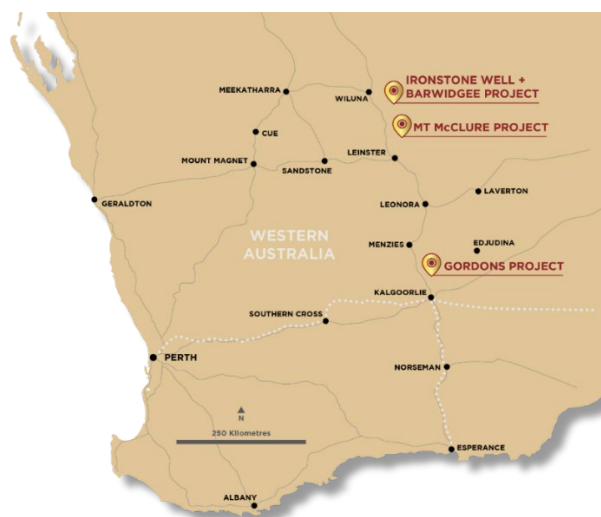 IRONSTONE WELL +
BARWIDGEE PROJECT
MEEKATHARRA
WILUNA
MT McCLURE PROJECT
CUE
LEINSTER
MOUNT MAGNET
SANDSTONE
LAVERTON
GERALDTON
LEONORA
WESTERN
AUSTRALIA
MENZIES
EDJUDINA
GORDONS PROJECT
KALGOORLIE
SOUTHERN CROSS
PERTH
NORSEMAN
N
250 Kilometres
ESPERANCE
ALBANY